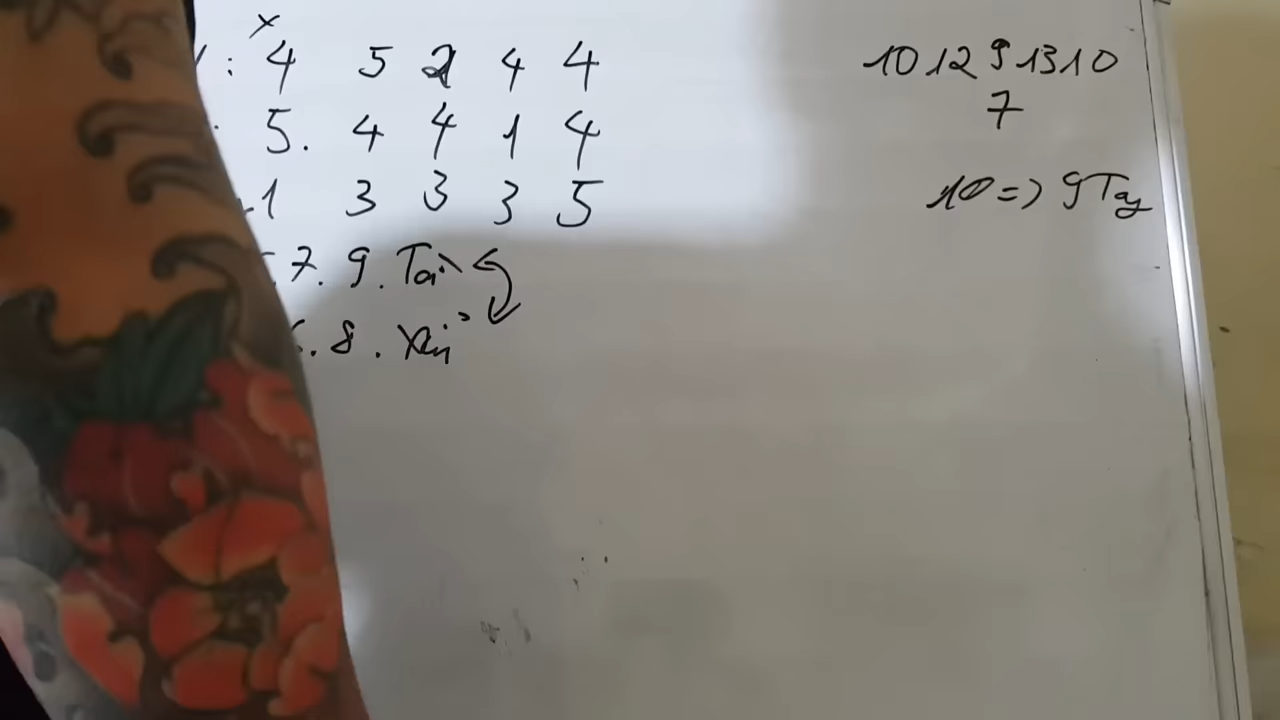 x
: 4 5 2 4 4
5. 4 4 1 4
.1 3 3 3 5
.7. 9. Tài
. 8. Xỉu
10 12 9 13 10
7
10 => 9 Tay